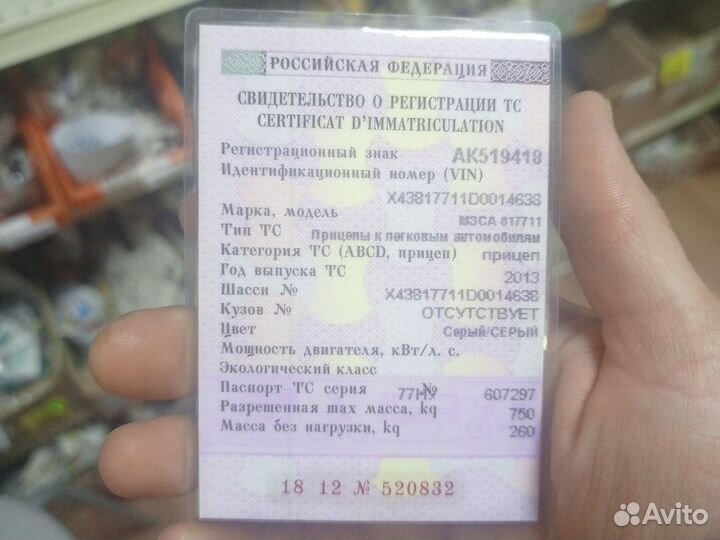 РОССИЙСКАЯ ФЕДЕРАЦИЯ
СВИДЕТЕЛЬСТВО О РЕГИСТРАЦИИ ТС
CERTIFICAT D'IMMATRICULATION
Регистрационный знак АК519418
Идентификационный номер (VIN)
X43817711D0014638
Марка, модель МЗСА 817711
Тип ТС Прицепы к легковым автомобилям
Категория ТС (ABCD, прицеп) прицеп
Год выпуска ТС 2013
Шасси № X43817711D0014638
Кузов № ОТСУТСТВУЕТ
Цвет Серый/СЕРЫЙ
Мощность двигателя, кВт/л. с.
Экологический класс
Паспорт ТС серия 77НУ № 607297
Разрешенная max масса, kg 750
Масса без нагрузки, kg 260
18 12 № 520832
Avito